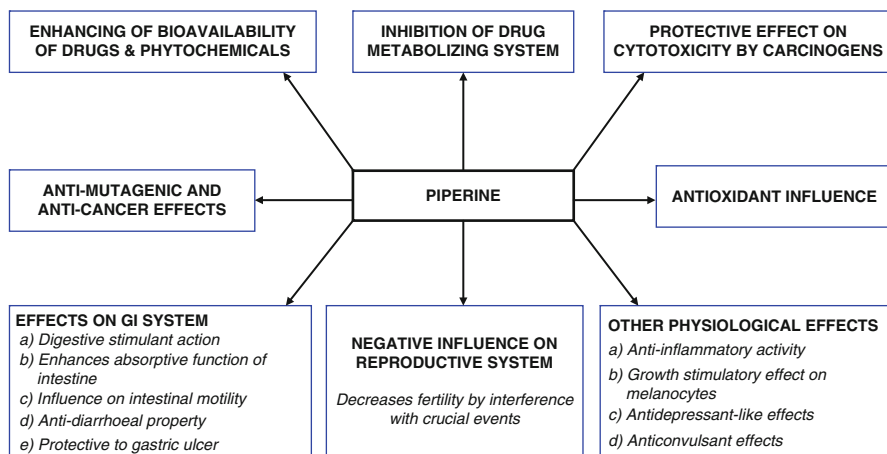 ENHANCING OF BIOAVAILABILITY
OF DRUGS & PHYTOCHEMICALS
INHIBITION OF DRUG
METABOLIZING SYSTEM
PROTECTIVE EFFECT ON
CYTOTOXICITY BY CARCINOGENS
ANTI-MUTAGENIC AND
ANTI-CANCER EFFECTS
PIPERINE
ANTIOXIDANT INFLUENCE
EFFECTS ON GI SYSTEM
a) Digestive stimulant action
b) Enhances absorptive function of
intestine
c) Influence on intestinal motility
d) Anti-diarrhoeal property
e) Protective to gastric ulcer
NEGATIVE INFLUENCE ON
REPRODUCTIVE SYSTEM
Decreases fertility by interference
with crucial events
OTHER PHYSIOLOGICAL EFFECTS
a) Anti-inflammatory activity
b) Growth stimulatory effect on
melanocytes
c) Antidepressant-like effects
d) Anticonvulsant effects